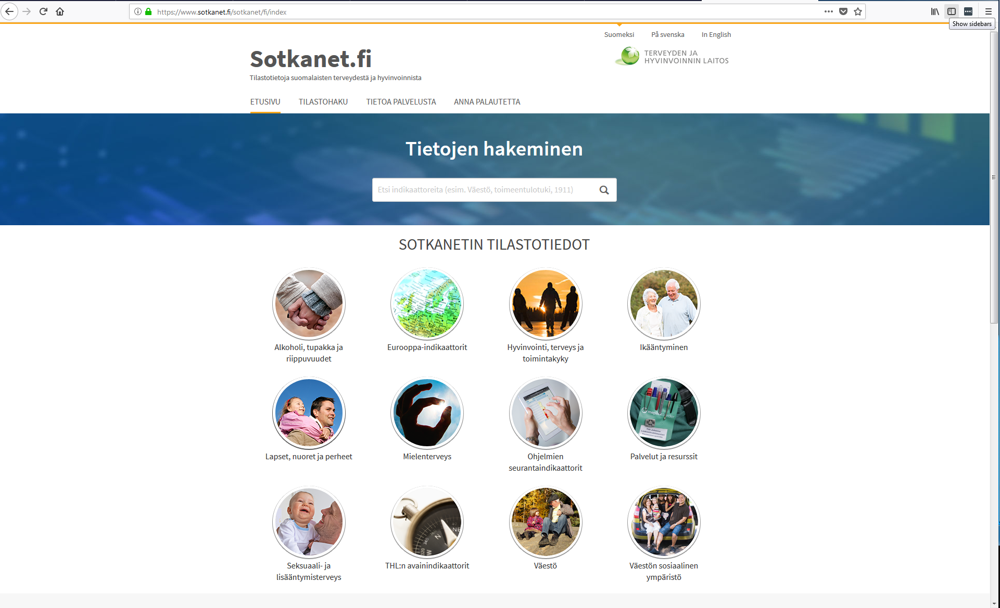 https://www.sotkanet.fi/sotkanet/fi/index
Show sidebars
Suomeksi
På svenska
In English
Sotkanet.fi
TERVEYDEN JA
HYVINVOINNIN LAITOS
Tilastotietoja suomalaisten terveydestä ja hyvinvoinnista
ETUSIVU
TILASTOHAKU
TIETOA PALVELUSTA
ANNA PALAUTETTA
Tietojen hakeminen
Etsi indikaattoreita (esim. Väestö, toimeentulotuki, 1911)
SOTKANETIN TILASTOTIEDOT
Alkoholi, tupakka ja
riippuvuudet
Eurooppa-indikaattorit
Hyvinvointi, terveys ja
toimintakyky
Ikääntyminen
Lapset, nuoret ja perheet
Mielenterveys
Ohjelmien
seurantaindikaattorit
Palvelut ja resurssit
Seksuaali- ja
lisääntymisterveys
THL:n avainindikaattorit
Väestö
Väestön sosiaalinen
ympäristö